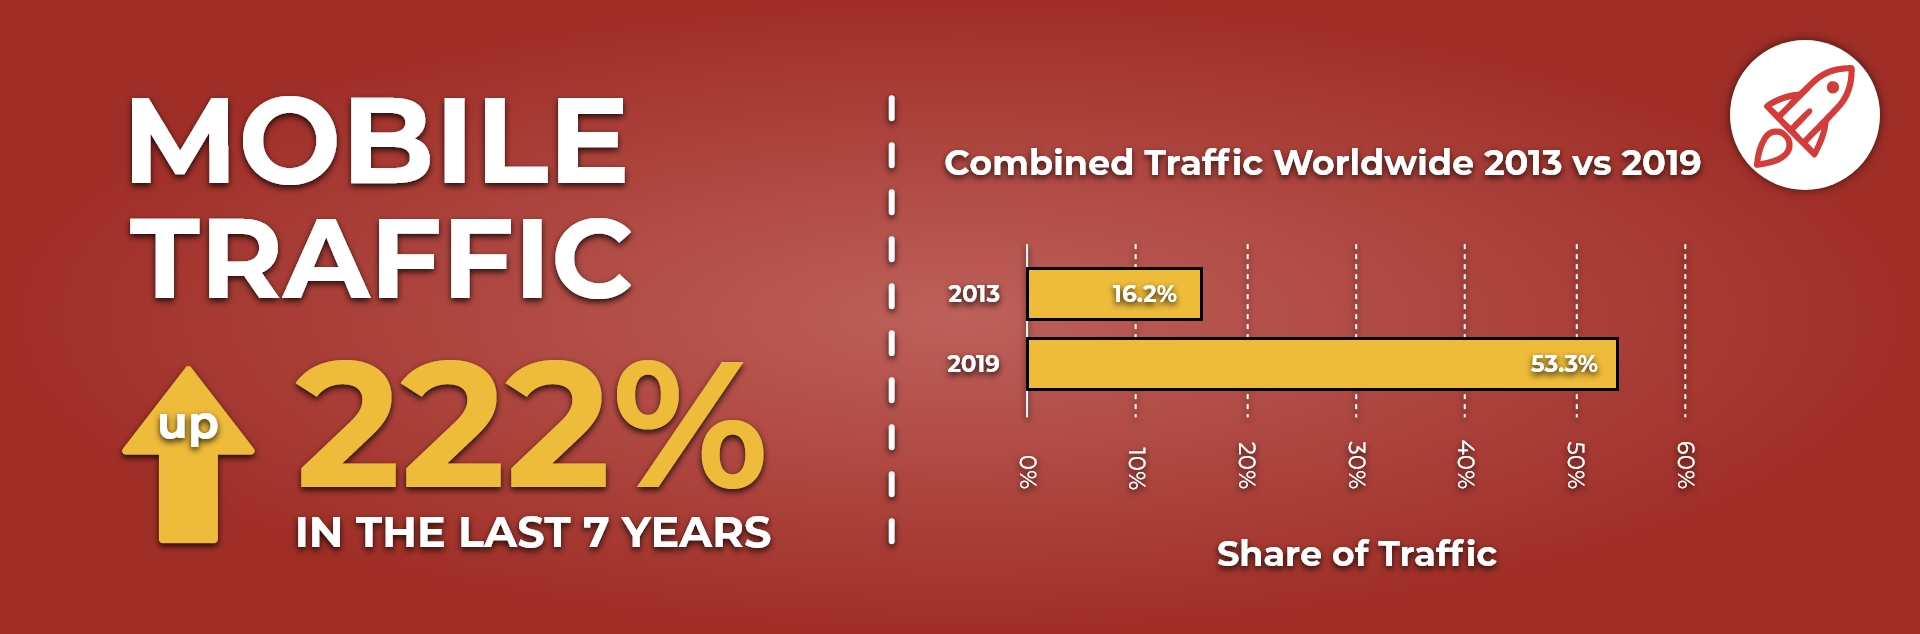 MOBILE
TRAFFIC
up
222%
IN THE LAST 7 YEARS
Combined Traffic Worldwide 2013 vs 2019
2013
16.2%
2019
53.3%
0%
10%
20%
30%
40%
50%
60%
Share of Traffic